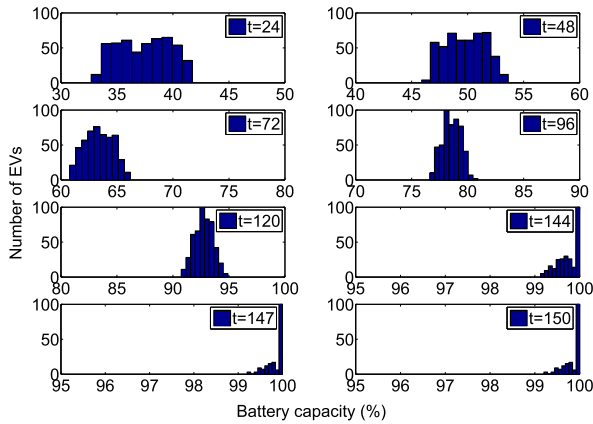 100
50
0
t=24
30 35 40 45 50
100
50
0
t=48
40 45 50 55 60
100
50
0
t=72
60 65 70 75 80
100
50
0
t=96
70 75 80 85 90
100
50
0
t=120
80 85 90 95 100
100
50
0
t=144
95 96 97 98 99 100
100
50
0
t=147
95 96 97 98 99 100
100
50
0
t=150
95 96 97 98 99 100
Number of EVs
Battery capacity (%)